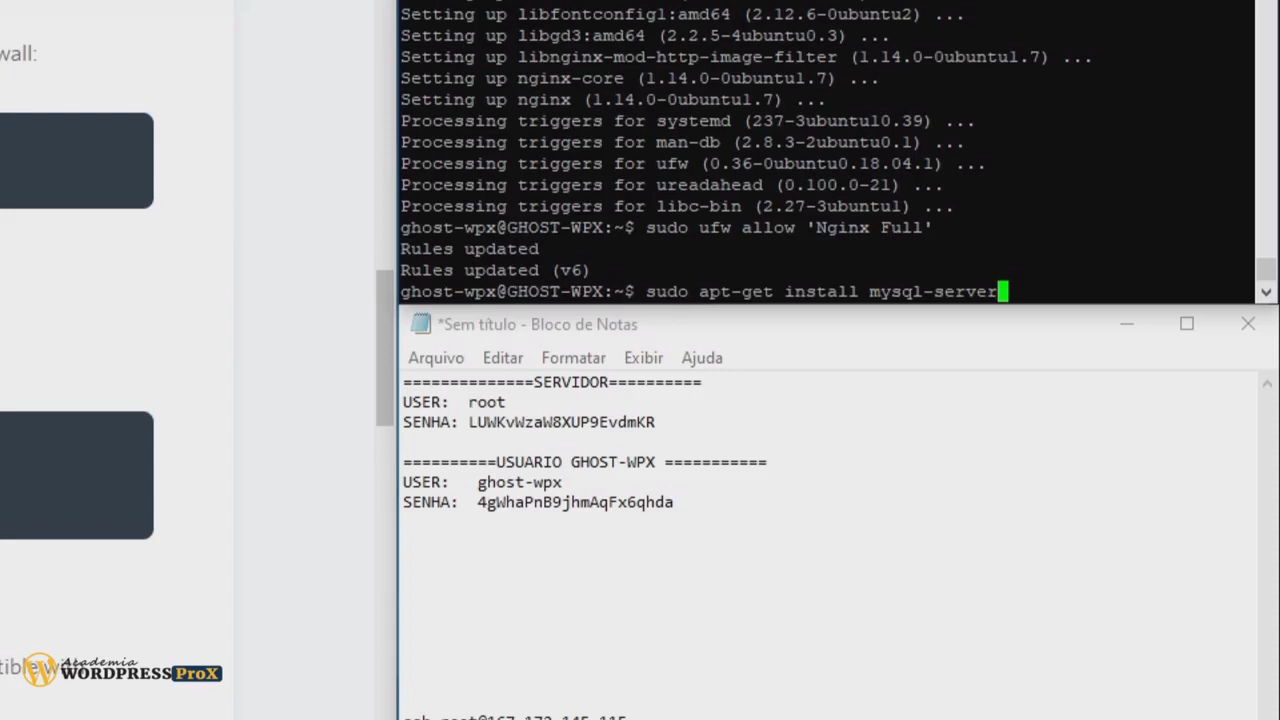 wall:
Setting up libfontconfig1:amd64 (2.12.6-0ubuntu2) ...
Setting up libgd3:amd64 (2.2.5-4ubuntu0.3) ...
Setting up libnginx-mod-http-image-filter (1.14.0-0ubuntu1.7) ...
Setting up nginx-core (1.14.0-0ubuntu1.7) ...
Setting up nginx (1.14.0-0ubuntu1.7) ...
Processing triggers for systemd (237-3ubuntu10.39) ...
Processing triggers for man-db (2.8.3-2ubuntu0.1) ...
Processing triggers for ufw (0.36-0ubuntu0.18.04.1) ...
Processing triggers for ureadahead (0.100.0-21) ...
Processing triggers for libc-bin (2.27-3ubuntu1) ...
ghost-wpx@GHOST-WPX:~$ sudo ufw allow 'Nginx Full'
Rules updated
Rules updated (v6)
ghost-wpx@GHOST-WPX:~$ sudo apt-get install mysql-server
*Sem título - Bloco de Notas
Arquivo Editar Formatar Exibir Ajuda
==============SERVIDOR==========
USER: root
SENHA: LUWKvWzaW8XUP9EvdmKR
==========USUARIO GHOST-WPX ===========
USER: ghost-wpx
SENHA: 4gWhaPnB9jhmAqFx6qhda
Academia
WORDPRESS ProX